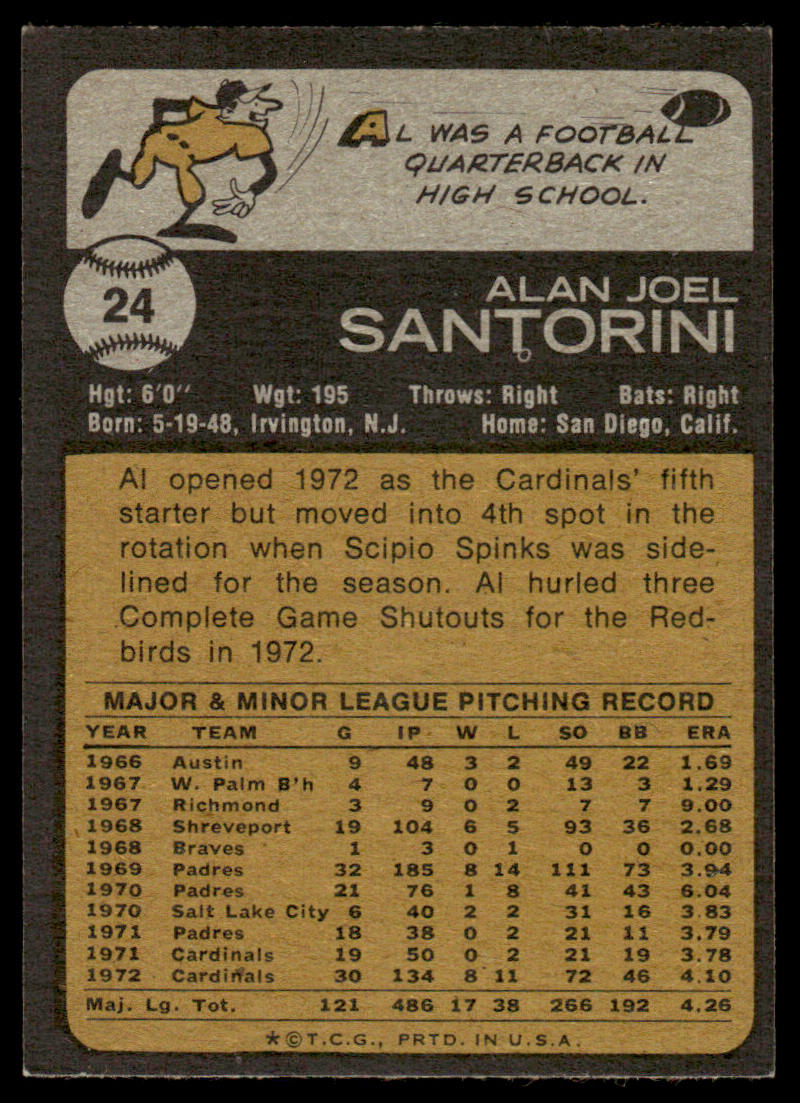 AL WAS A FOOTBALL
QUARTERBACK IN
HIGH SCHOOL.
24
ALAN JOEL
SANTORINI
Hgt: 6'0" Wgt: 195 Throws: Right Bats: Right
Born: 5-19-48, Irvington, N.J. Home: San Diego, Calif.
Al opened 1972 as the Cardinals' fifth
starter but moved into 4th spot in the
rotation when Scipio Spinks was side-
lined for the season. Al hurled three
Complete Game Shutouts for the Red-
birds in 1972.
MAJOR & MINOR LEAGUE PITCHING RECORD
YEAR TEAM G IP W L SO BB ERA
1966 Austin 9 48 3 2 49 22 1.69
1967 W. Palm B'h 4 7 0 0 13 3 1.29
1967 Richmond 3 9 0 2 7 7 9.00
1968 Shreveport 19 104 6 5 93 36 2.68
1968 Braves 1 3 0 1 0 0 0.00
1969 Padres 32 185 8 14 111 73 3.94
1970 Padres 21 76 1 8 41 43 6.04
1970 Salt Lake City 6 40 2 2 31 16 3.83
1971 Padres 18 38 0 2 21 11 3.79
1971 Cardinals 19 50 0 2 21 19 3.78
1972 Cardinals 30 134 8 11 72 46 4.10
Maj. Lg. Tot. 121 486 17 38 266 192 4.26
*©T.C.G., PRTD. IN U.S.A.